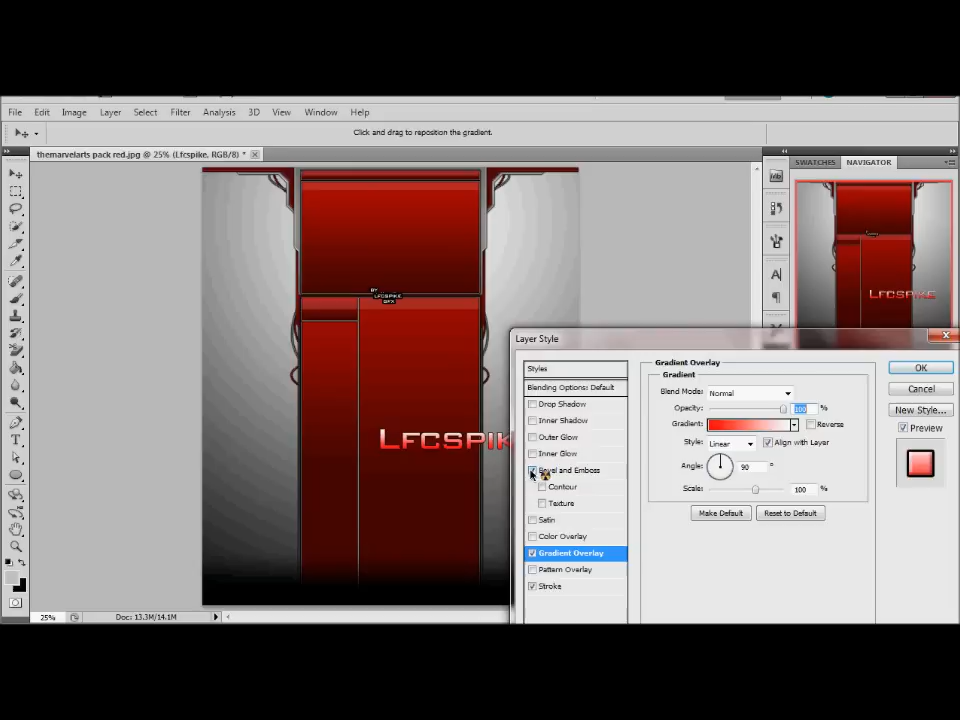 File Edit Image Layer Select Filter Analysis 3D View Window Help
Click and drag to reposition the gradient.
themarvelarts pack red.jpg @ 25% (Lfcspike, RGB/8) *
SWATCHES NAVIGATOR
Mb
BY
LFCSPIKE
GFX
LFCSPIKE
LFCSPIK
Layer Style
Styles
Blending Options: Default
Drop Shadow
Inner Shadow
Outer Glow
Inner Glow
Bevel and Emboss
Contour
Texture
Satin
Color Overlay
Gradient Overlay
Pattern Overlay
Stroke
Gradient Overlay
Gradient
Blend Mode: Normal
Opacity: 100 %
Gradient: Reverse
Style: Linear Align with Layer
Angle: 90 °
Scale: 100 %
Make Default Reset to Default
OK
Cancel
New Style...
Preview
25% Doc: 13.3M/14.1M